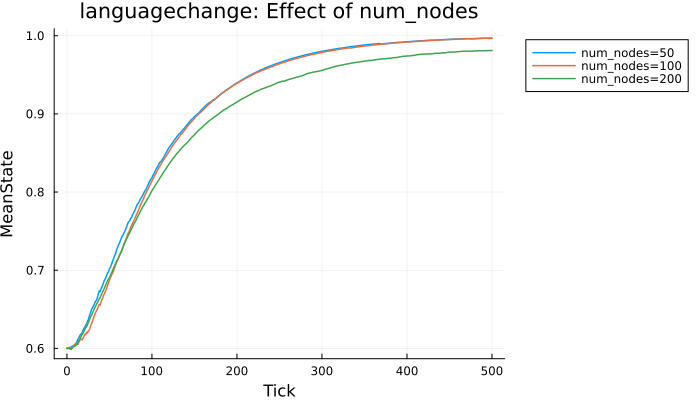 languagechange: Effect of num_nodes
num_nodes=50
num_nodes=100
num_nodes=200
MeanState
1.0
0.9
0.8
0.7
0.6
0 100 200 300 400 500
Tick